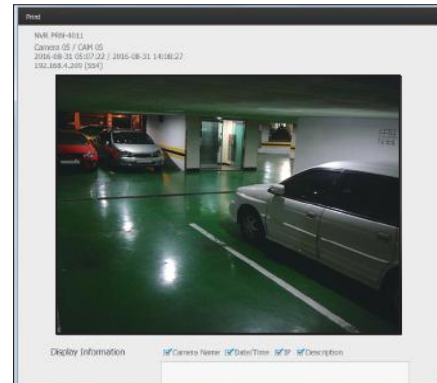 Print
NVR PRN-4011
Camera 05 / CAM 05
2016-08-31 05:07:22 / 2016-08-31 14:08:27
192.168.4.200 (554)
Display Information
Camera Name Date/Time IP Description